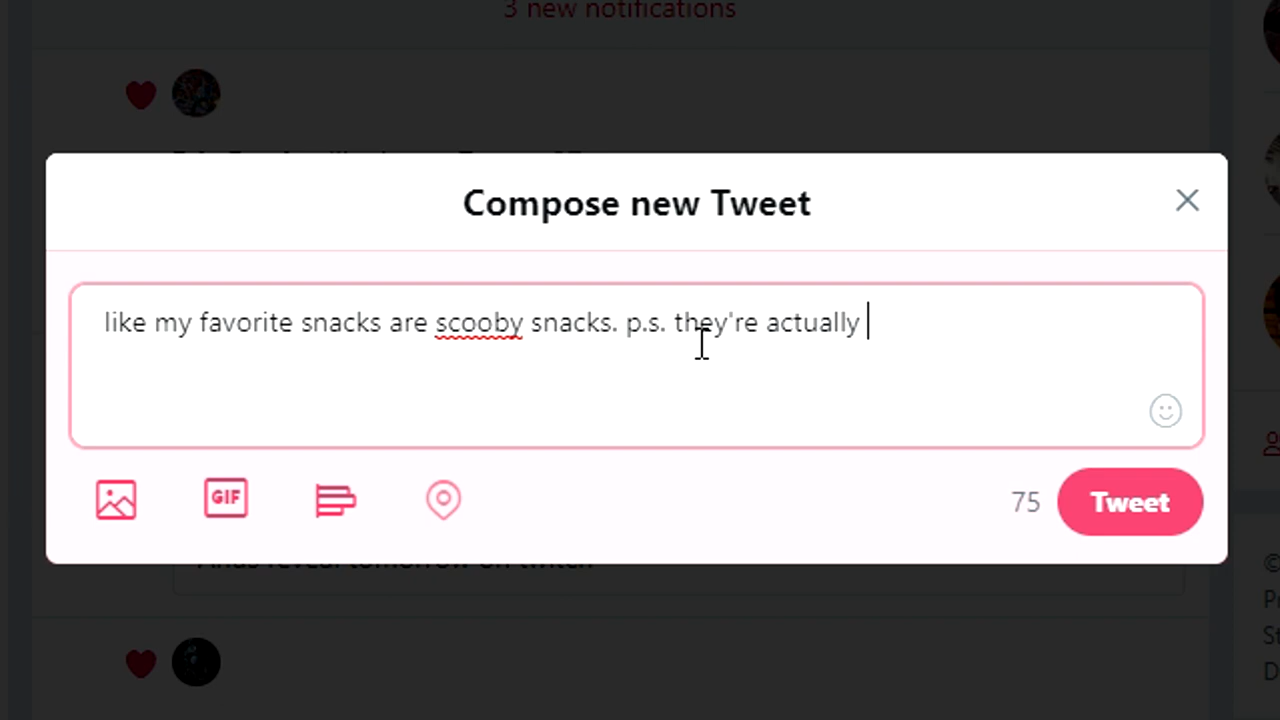 3 new notifications
Compose new Tweet
like my favorite snacks are scooby snacks. p.s. they're actually
GIF
75
Tweet